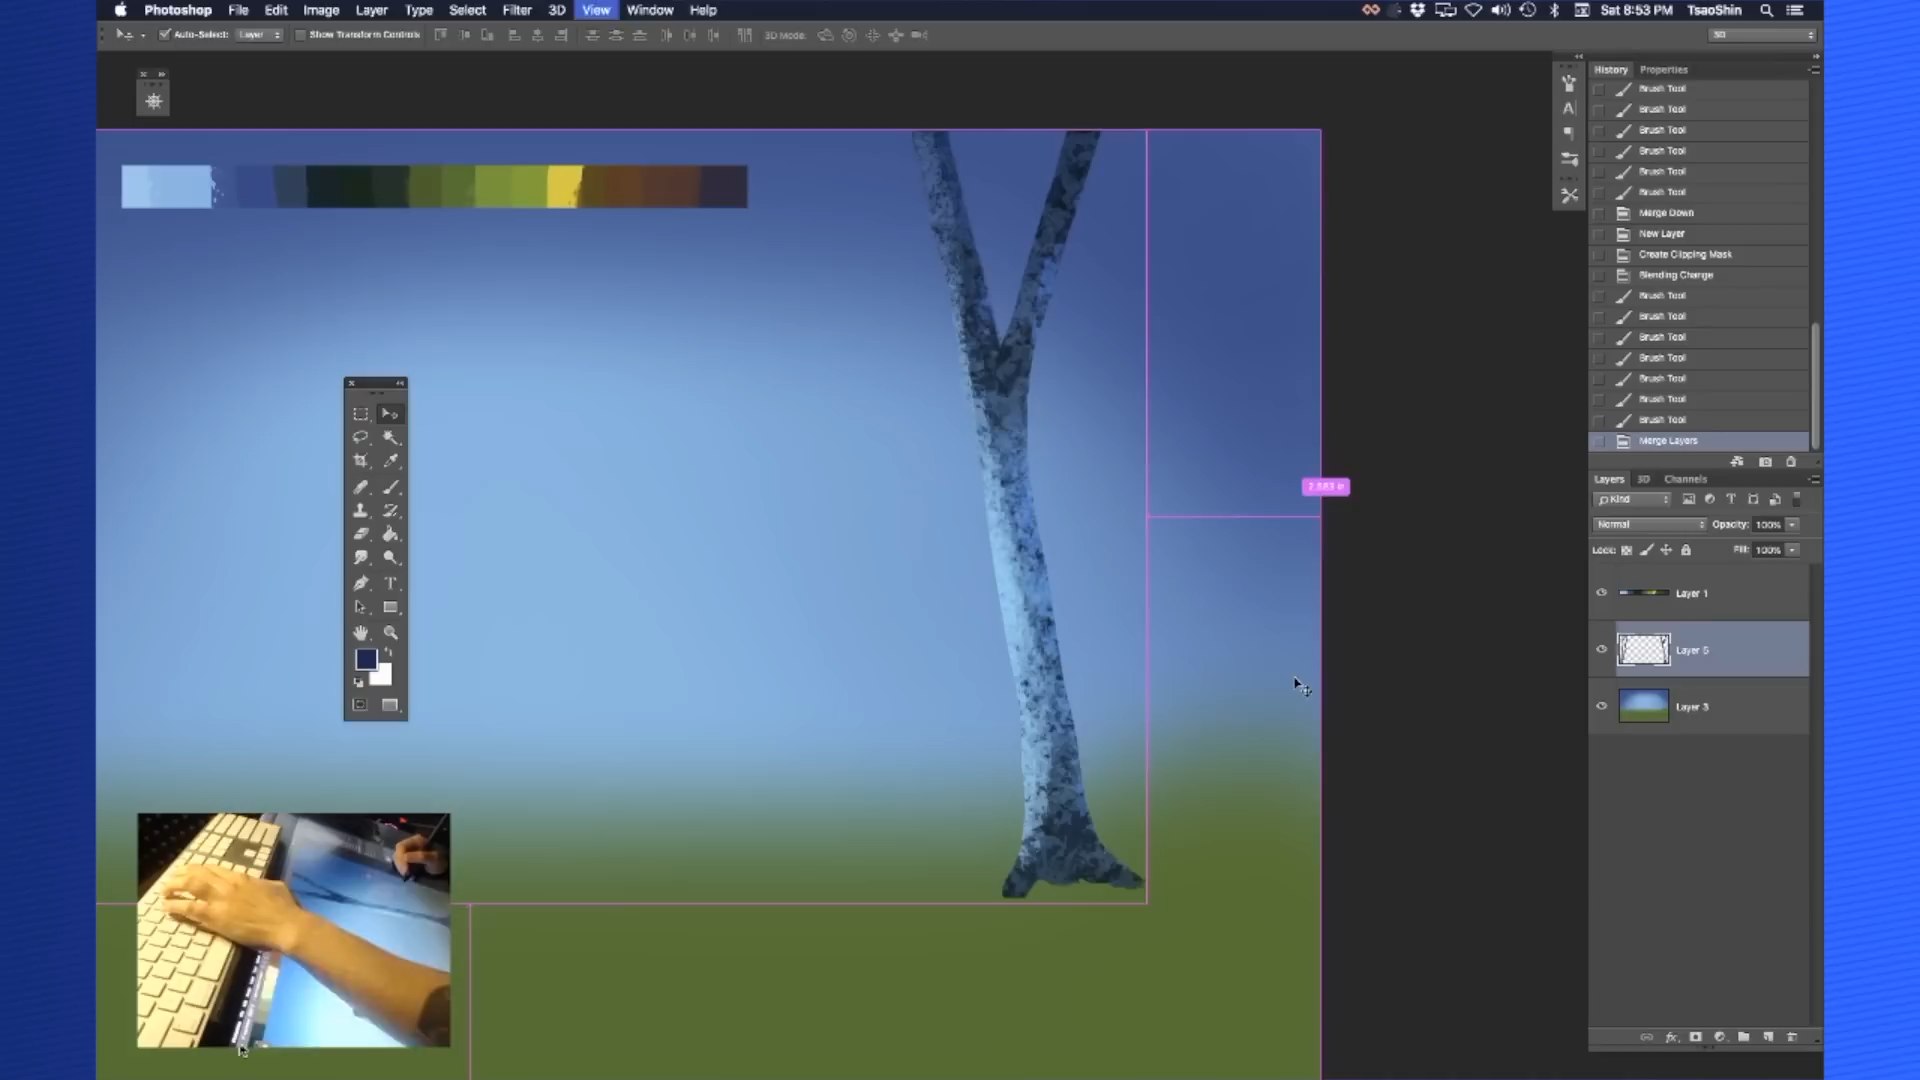 Photoshop File Edit Image Layer Type Select Filter 3D View Window Help
Sat 8:53 PM TsaoShin
Auto-Select: Layer Show Transform Controls 3D Mode: 3D
History Properties
Brush Tool
Brush Tool
Brush Tool
Brush Tool
Brush Tool
Brush Tool
Merge Down
New Layer
Create Clipping Mask
Blending Change
Brush Tool
Brush Tool
Brush Tool
Brush Tool
Brush Tool
Brush Tool
Brush Tool
Merge Layers
Layers 3D Channels
Kind
Normal Opacity: 100%
Lock: Fill: 100%
Layer 1
Layer 5
Layer 3